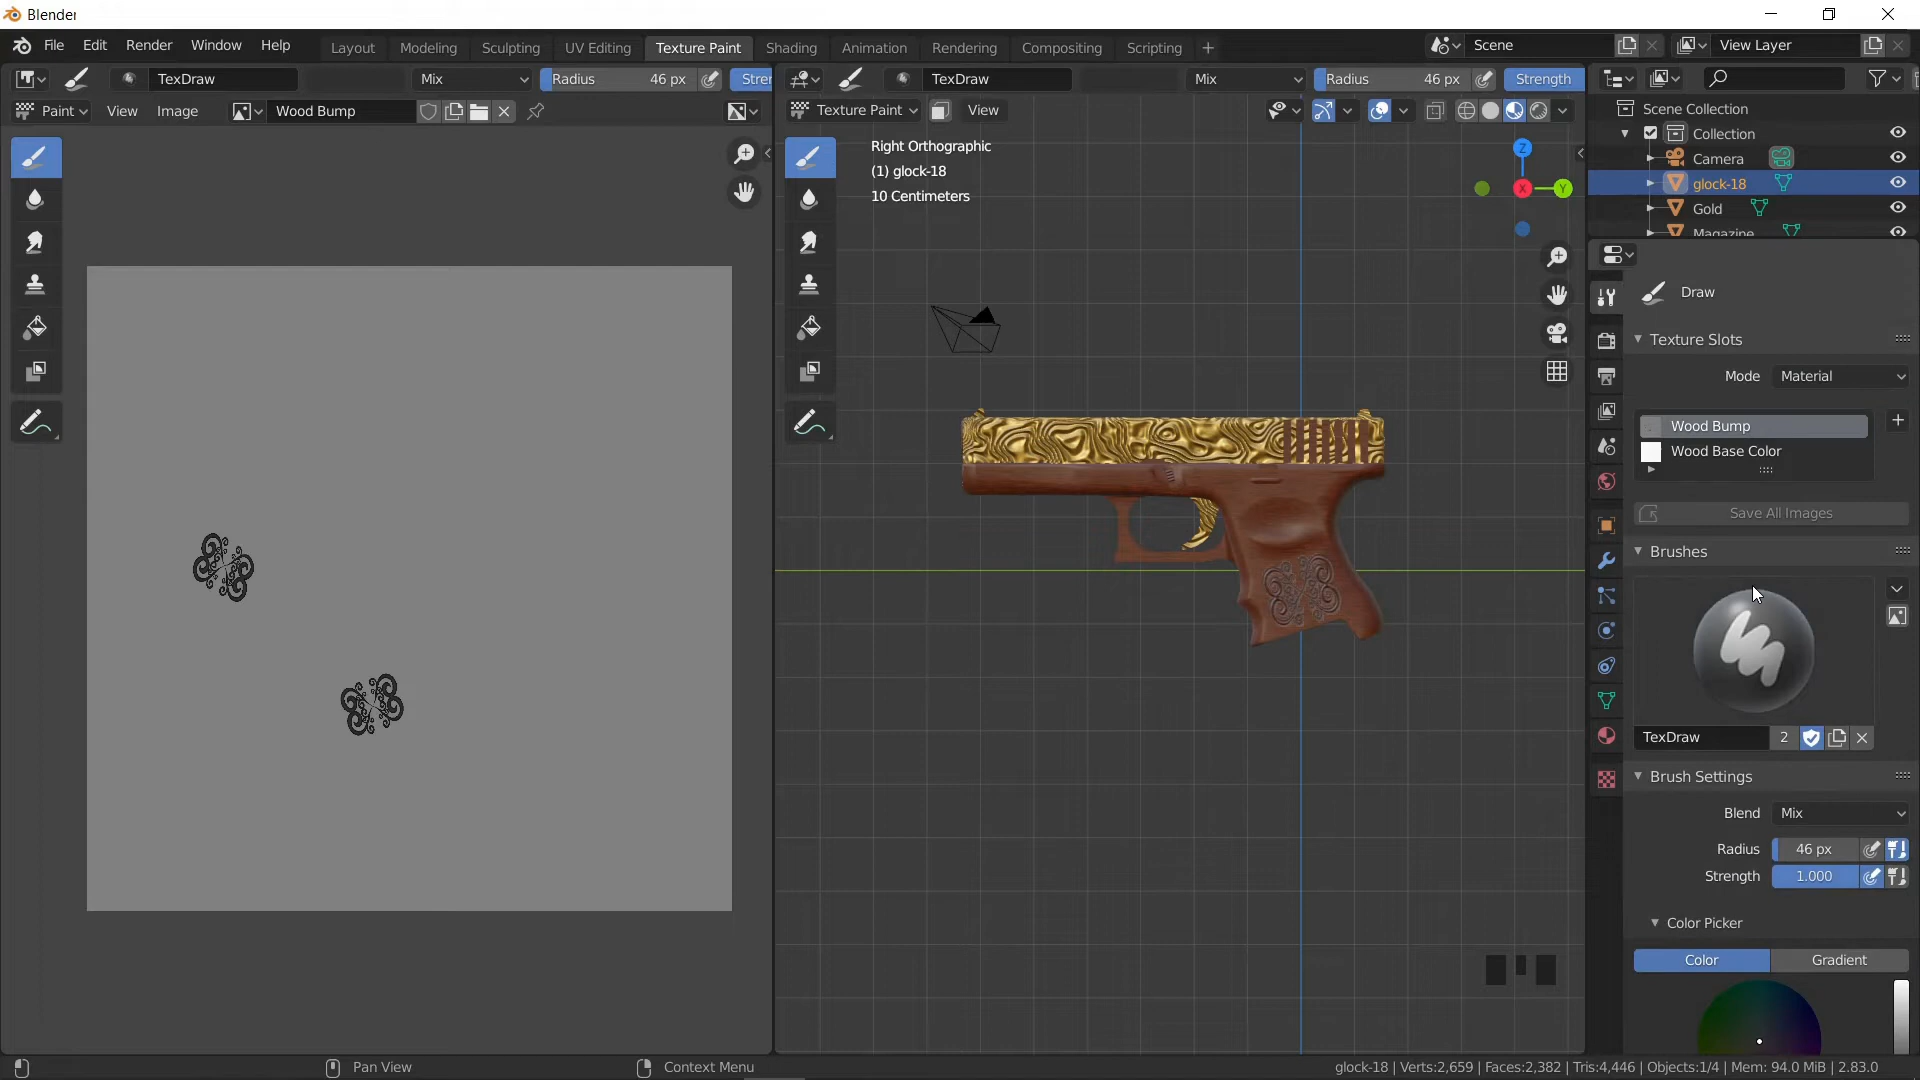 Blender
File Edit Render Window Help Layout Modeling Sculpting UV Editing Texture Paint Shading Animation Rendering Compositing Scripting + Scene View Layer
TexDraw Mix Radius 46 px Stren TexDraw Mix Radius 46 px Strength
Paint View Image Wood Bump Texture Paint View
Scene Collection
Collection
Camera
glock-18
Gold
Magazine
Right Orthographic
(1) glock-18
10 Centimeters
Z
X
Y
Draw
Texture Slots
Mode Material
Wood Bump
Wood Base Color
Save All Images
Brushes
TexDraw 2
Brush Settings
Blend Mix
Radius 46 px
Strength 1.000
Color Picker
Color Gradient
Pan View Context Menu glock-18 | Verts:2,659 | Faces:2,382 | Tris:4,446 | Objects:1/4 | Mem: 94.0 MiB | 2.83.0